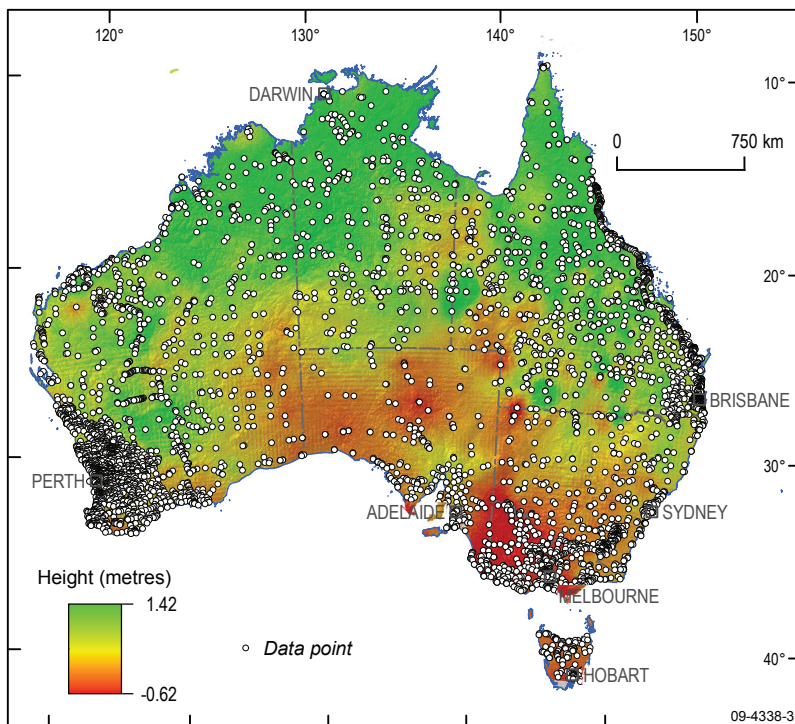 120°
130°
140°
150°
DARWIN
10°
0
750 km
20°
BRISBANE
30°
PERTH
ADELAIDE
SYDNEY
Height (metres)
1.42
MELBOURNE
Data point
40°
HOBART
-0.62
09-4338-3